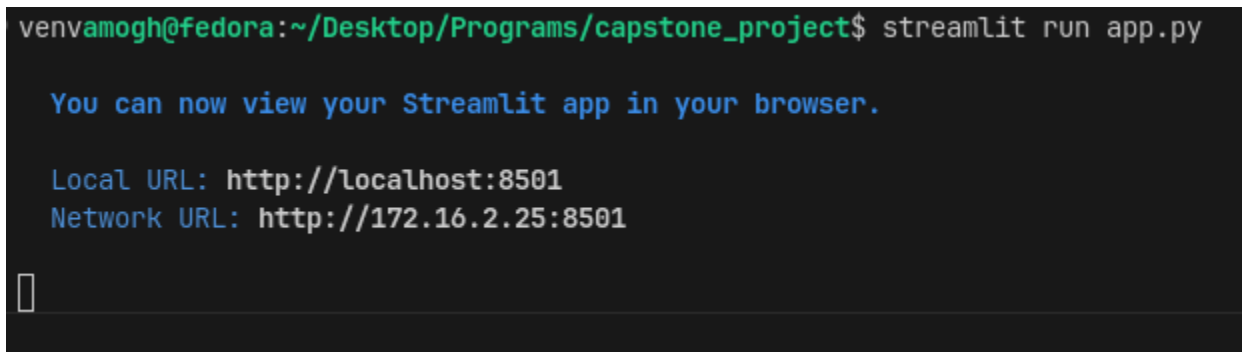 venvamogh@fedora:~/Desktop/Programs/capstone_project$ streamlit run app.py
You can now view your Streamlit app in your browser.
Local URL: http://localhost:8501
Network URL: http://172.16.2.25:8501